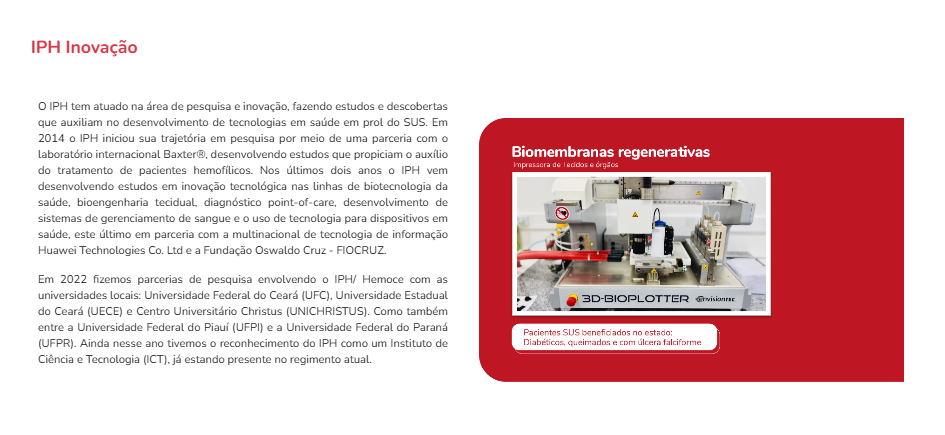 IPH Inovação
O IPH tem atuado na área de pesquisa e inovação, fazendo estudos e descobertas
que auxiliam no desenvolvimento de tecnologias em saúde em prol do SUS. Em
2014 o IPH iniciou sua trajetória em pesquisa por meio de uma parceria com o
laboratório internacional Baxter®, desenvolvendo estudos que propiciam o auxílio
do tratamento de pacientes hemofílicos. Nos últimos dois anos o IPH vem
desenvolvendo estudos em inovação tecnológica nas linhas de biotecnologia da
saúde, bioengenharia tecidual, diagnóstico point-of-care, desenvolvimento de
sistemas de gerenciamento de sangue e o uso de tecnologia para dispositivos em
saúde, este último em parceria com a multinacional de tecnologia de informação
Huawei Technologies Co. Ltd e a Fundação Oswaldo Cruz - FIOCRUZ.
Em 2022 fizemos parcerias de pesquisa envolvendo o IPH/ Hemoce com as
universidades locais: Universidade Federal do Ceará (UFC), Universidade Estadual
do Ceará (UECE) e Centro Universitário Christus (UNICHRISTUS). Como também
entre a Universidade Federal do Piauí (UFPI) e a Universidade Federal do Paraná
(UFPR). Ainda nesse ano tivemos o reconhecimento do IPH como um Instituto de
Ciência e Tecnologia (ICT), já estando presente no regimento atual.
Biomembranas regenerativas
Impressora de Tecidos e órgãos
3D-BIOPLOTTER envisionTEC
Pacientes SUS beneficiados no estado:
Diabéticos, queimados e com úlcera falciforme